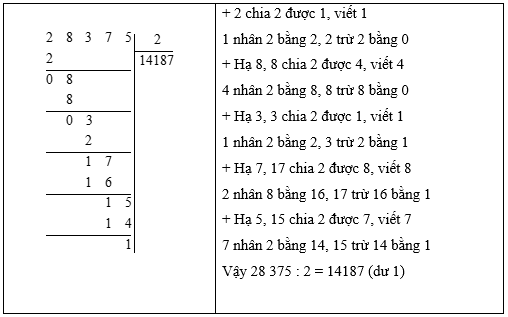 2 8 3 7 5 2
2 14187
0 8
8
0 3
2
1 7
1 6
1 5
1 4
1
+ 2 chia 2 được 1, viết 1
1 nhân 2 bằng 2, 2 trừ 2 bằng 0
+ Hạ 8, 8 chia 2 được 4, viết 4
4 nhân 2 bằng 8, 8 trừ 8 bằng 0
+ Hạ 3, 3 chia 2 được 1, viết 1
1 nhân 2 bằng 2, 3 trừ 2 bằng 1
+ Hạ 7, 17 chia 2 được 8, viết 8
2 nhân 8 bằng 16, 17 trừ 16 bằng 1
+ Hạ 5, 15 chia 2 được 7, viết 7
7 nhân 2 bằng 14, 15 trừ 14 bằng 1
Vậy 28 375 : 2 = 14187 (dư 1)